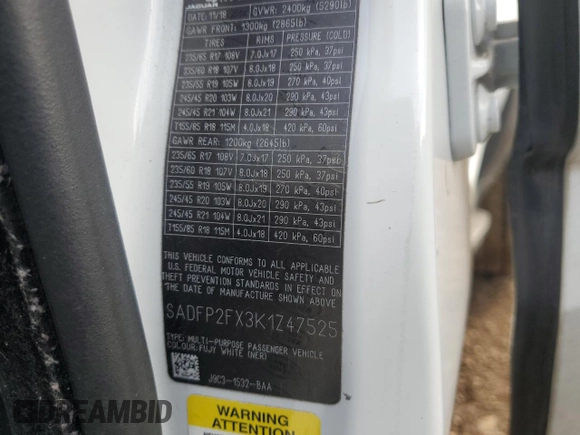 JAGUAR
DATE: 11/18 GVWR: 2400kg (5290lb)
GAWR FRONT: 1300kg (2865lb)
TIRES RIMS PRESSURE (COLD)
235/65 R17 108V 7.0Jx17 250 kPa, 37psi
235/60 R18 107V 8.0Jx18 250 kPa, 37psi
235/55 R19 105W 8.0Jx19 270 kPa, 40psi
245/45 R20 103W 8.0Jx20 290 kPa, 43psi
245/45 R21 104W 8.0Jx21 290 kPa, 43psi
T155/85 R18 115M 4.0Jx18 420 kPa, 60psi
GAWR REAR: 1200kg (2645lb)
235/65 R17 108V 7.0Jx17 250 kPa, 37psi
235/60 R18 107V 8.0Jx18 250 kPa, 37psi
235/55 R19 105W 8.0Jx19 270 kPa, 40psi
245/45 R20 103W 8.0Jx20 290 kPa, 43psi
245/45 R21 104W 8.0Jx21 290 kPa, 43psi
T155/85 R18 115M 4.0Jx18 420 kPa, 60psi
THIS VEHICLE CONFORMS TO ALL APPLICABLE
U.S. FEDERAL MOTOR VEHICLE SAFETY AND
THEFT PREVENTION STANDARDS IN EFFECT ON
THE DATE OF MANUFACTURE SHOWN ABOVE
SADFP2FX3K1Z47525
TYPE: MULTI-PURPOSE PASSENGER VEHICLE
COLOUR: FUJY WHITE (NER)
J9C3-1532-BAA
WARNING
ATTENTION
DREAMBID